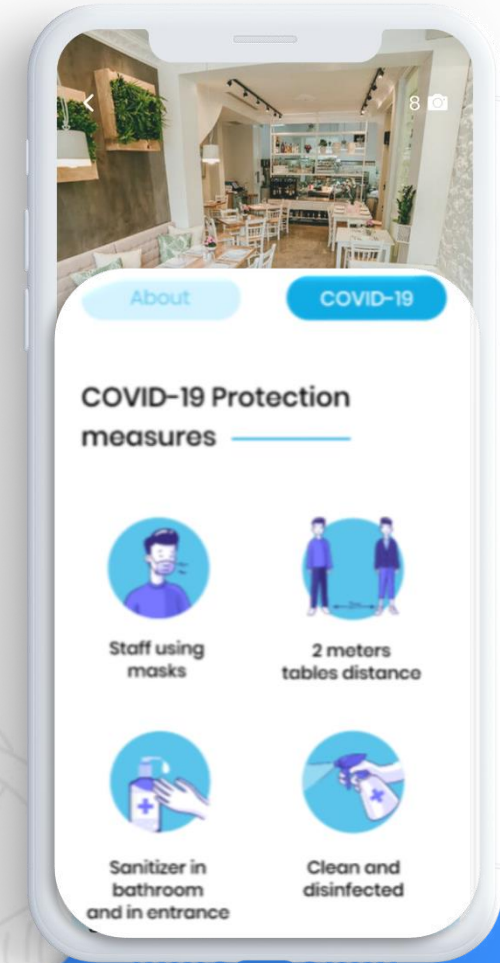 8
About
COVID-19
COVID-19 Protection
measures
Staff using
masks
2 meters
tables distance
Sanitizer in
bathroom
and in entrance
Clean and
disinfected